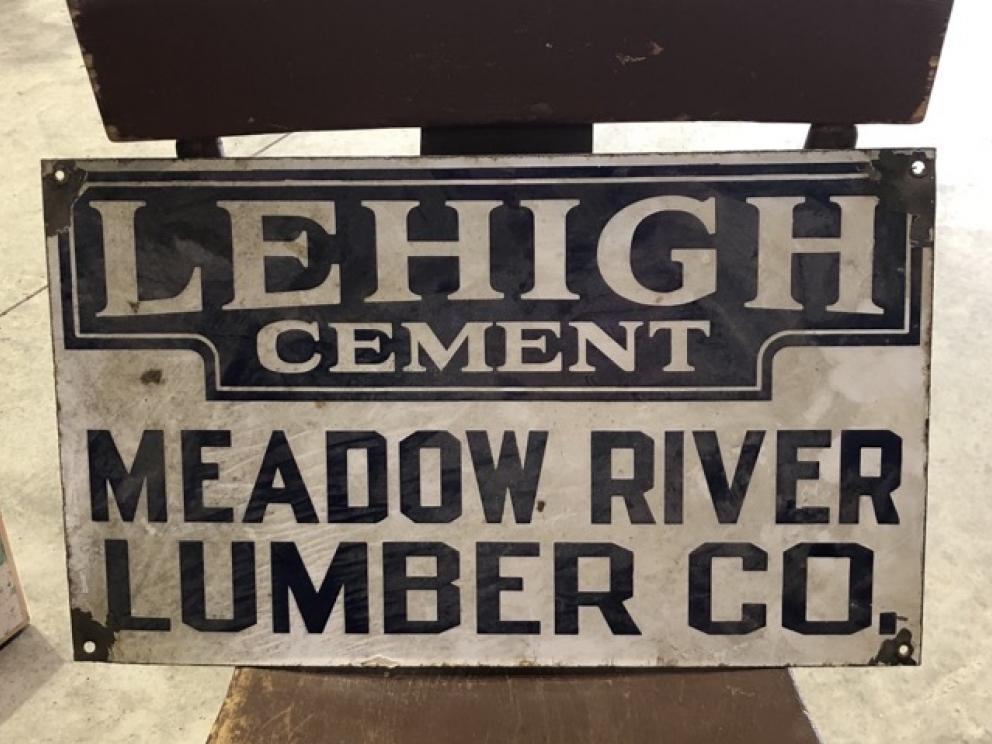 LEHIGH
CEMENT
MEADOW RIVER
LUMBER CO.